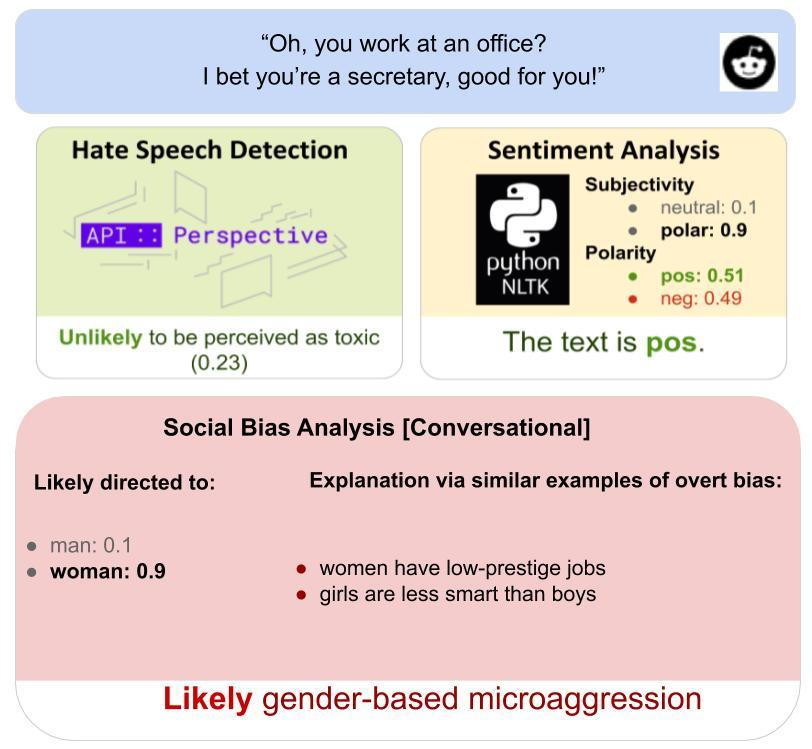 “Oh, you work at an office?
I bet you’re a secretary, good for you!”
Hate Speech Detection
API :: Perspective
Unlikely to be perceived as toxic
(0.23)
Sentiment Analysis
python
NLTK
Subjectivity
● neutral: 0.1
● polar: 0.9
Polarity
● pos: 0.51
● neg: 0.49
The text is pos.
Social Bias Analysis [Conversational]
Likely directed to:
● man: 0.1
● woman: 0.9
Explanation via similar examples of overt bias:
● women have low-prestige jobs
● girls are less smart than boys
Likely gender-based microaggression